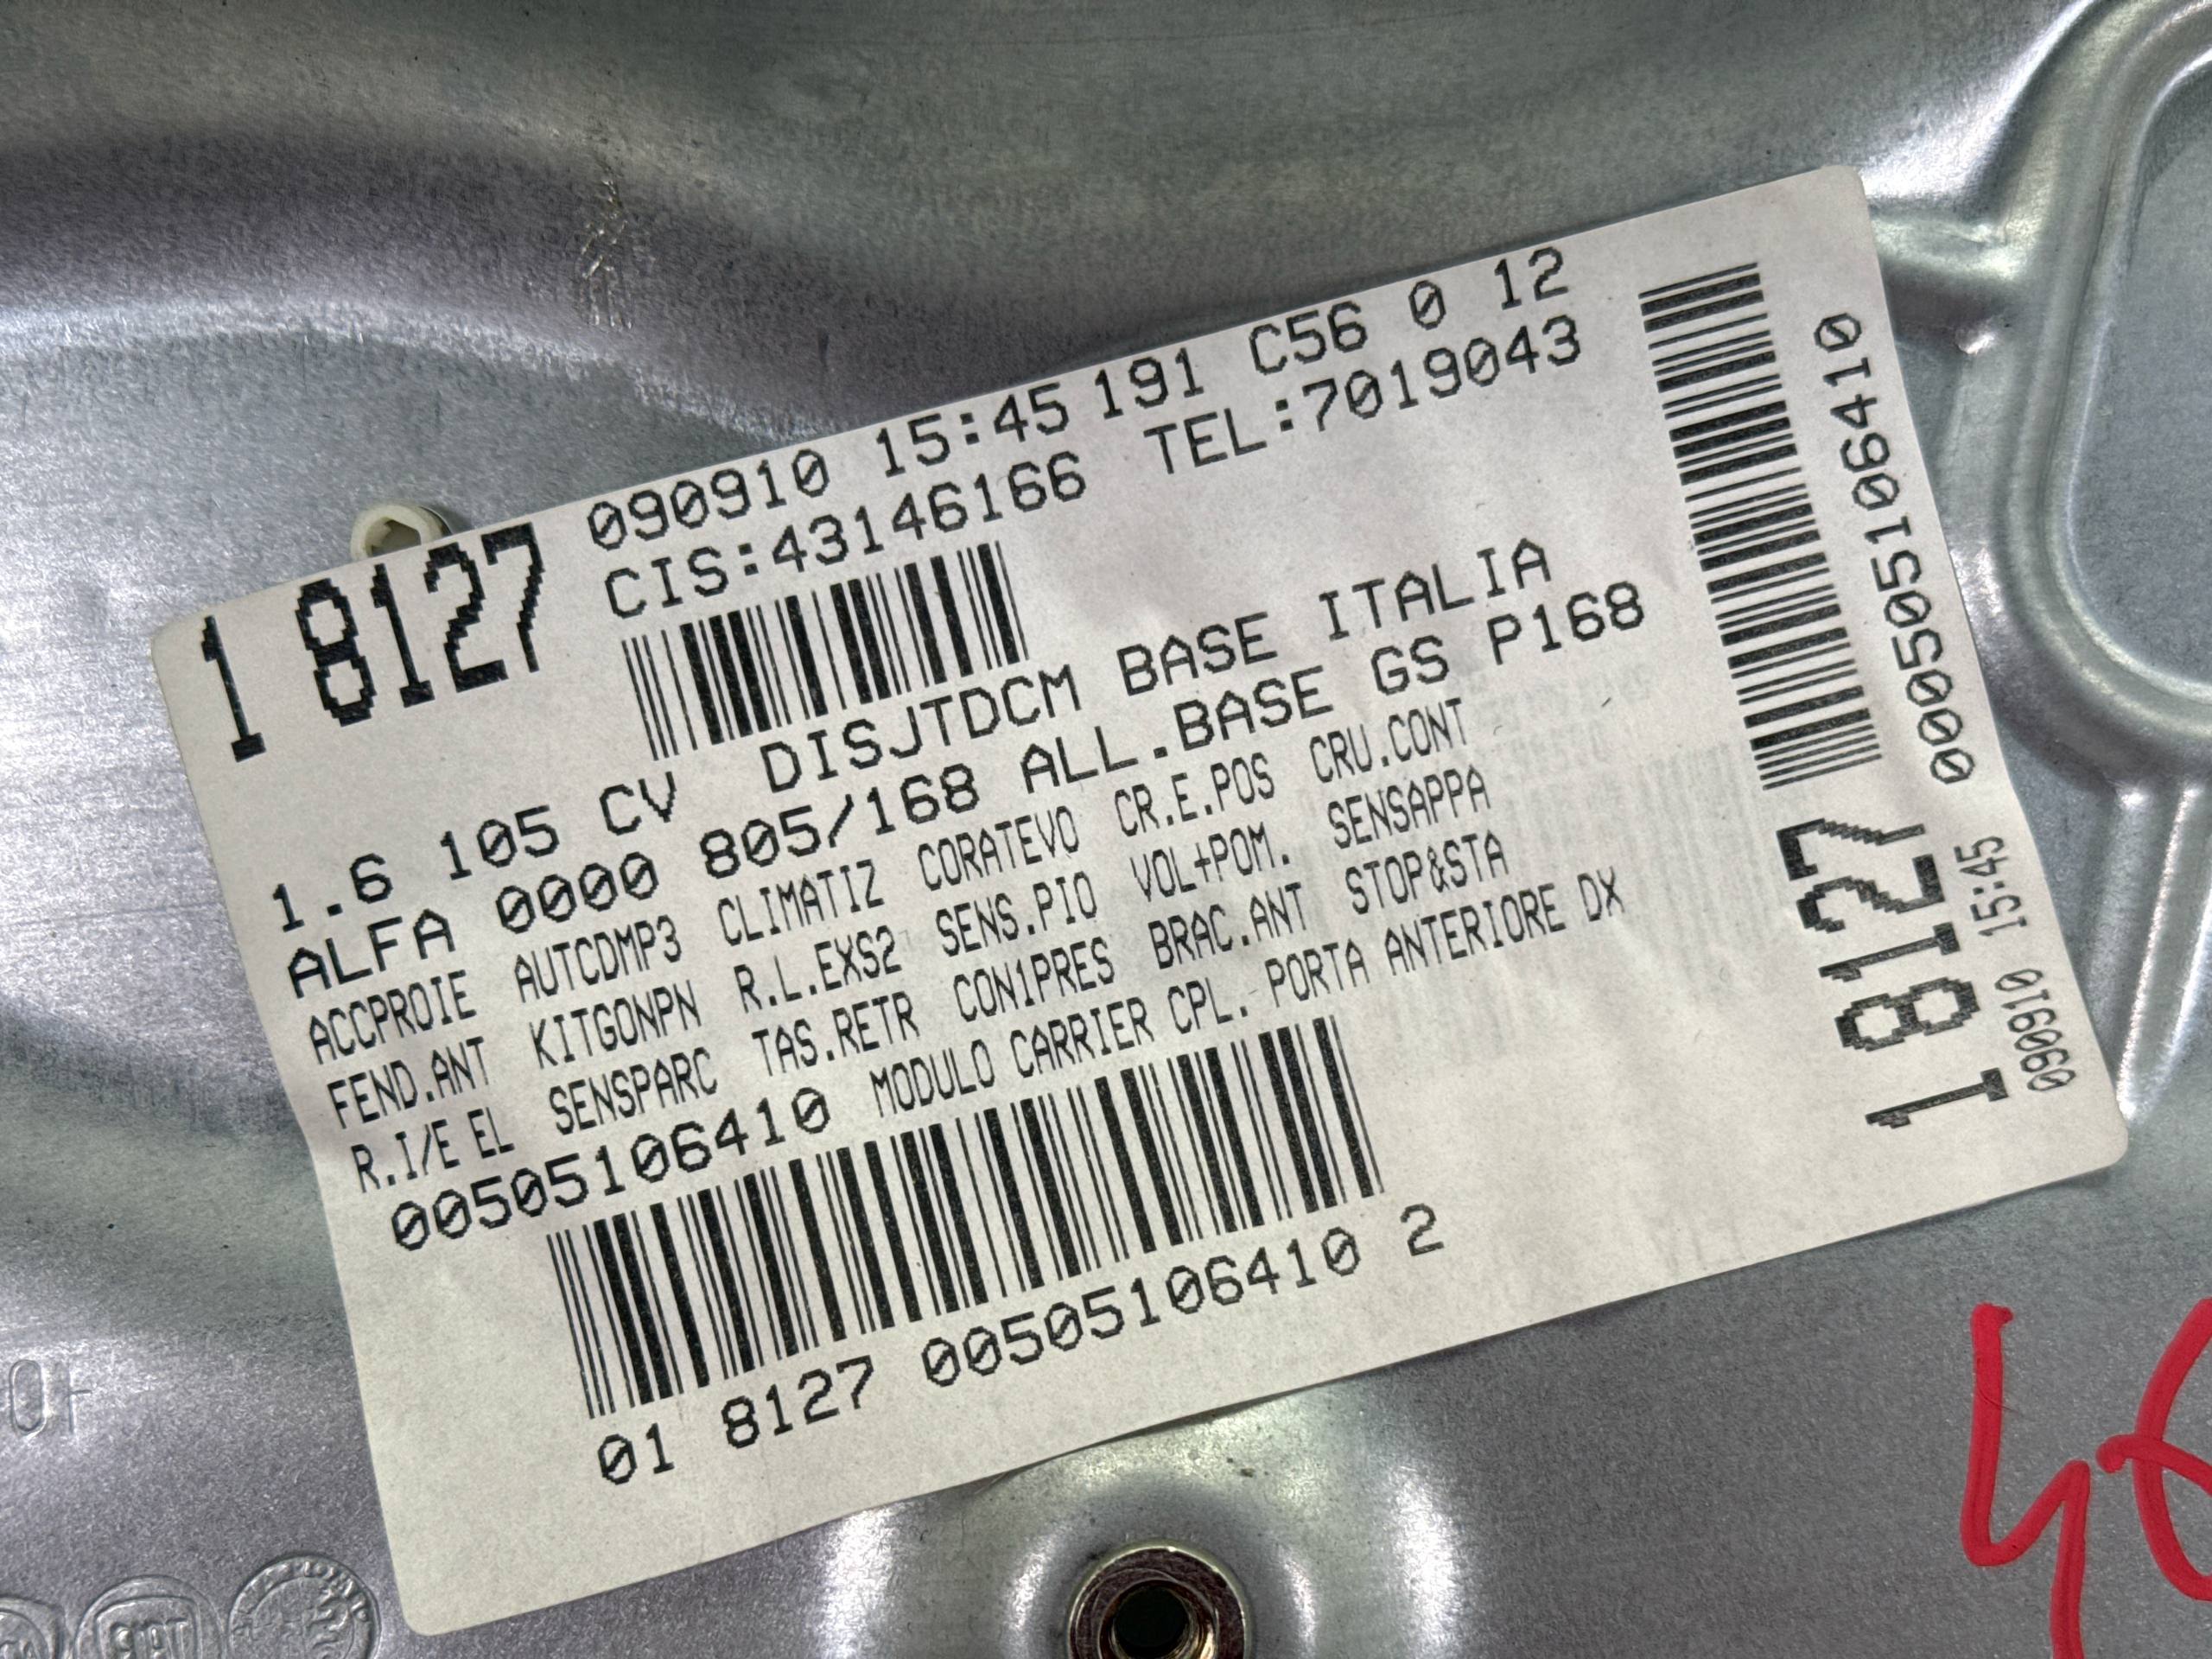 1 8127
090910 15:45 191 C56 0 12
CIS:43146166 TEL:7019043
1.6 105 CV DISJTDCM BASE ITALIA
ALFA 0000 805/168 ALL.BASE GS P168
ACCPROIE AUTCDMP3 CLIMATIZ CORATEVO CR.E.POS CRU.CONT
FEND.ANT KITGONPN R.L.EXS2 SENS.PIO VOL+POM. SENSAPPA
R.I/E EL SENSPARC TAS.RETR CON1PRES BRAC.ANT STOP&STA
00505106410 MODULO CARRIER CPL. PORTA ANTERIORE DX
01 8127 00505106410 2
000505106410
1 8127
090910 15:45
FIAT